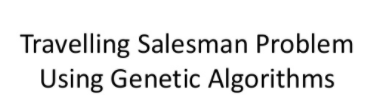 Travelling Salesman Problem
Using Genetic Algorithms